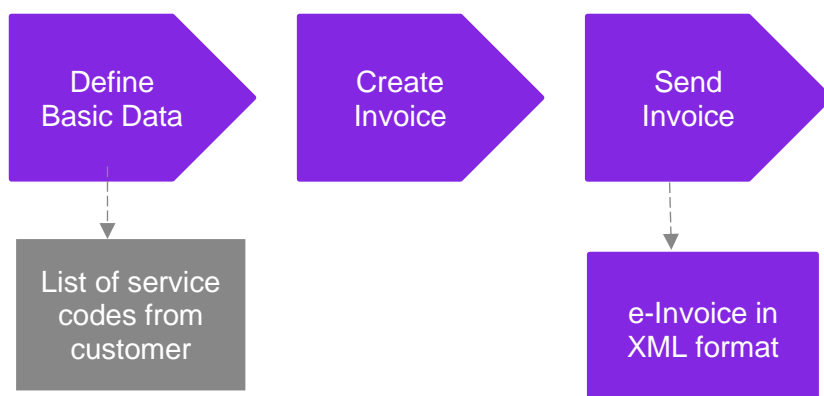 Define
Basic Data
Create
Invoice
Send
Invoice
List of service
codes from
customer
e-Invoice in
XML format